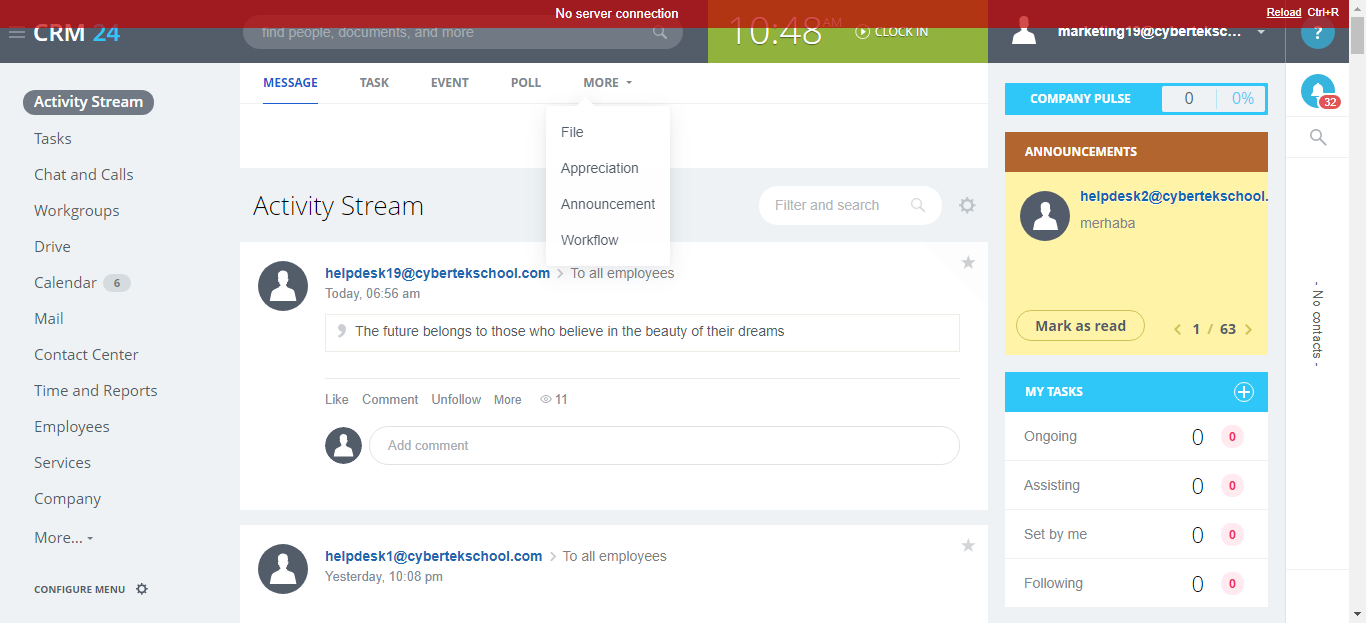 No server connection
Reload Ctrl+R
CRM 24
find people, documents, and more
10:48 AM
CLOCK IN
marketing19@cyberteksc...
?
MESSAGE TASK EVENT POLL MORE
File
Appreciation
Announcement
Workflow
Activity Stream
Tasks
Chat and Calls
Workgroups
Drive
Calendar 6
Mail
Contact Center
Time and Reports
Employees
Services
Company
More...
CONFIGURE MENU
Activity Stream
Filter and search
helpdesk19@cybertekschool.com To all employees
Today, 06:56 am
The future belongs to those who believe in the beauty of their dreams
Like Comment Unfollow More 11
Add comment
helpdesk1@cybertekschool.com To all employees
Yesterday, 10:08 pm
COMPANY PULSE 0 0%
ANNOUNCEMENTS
helpdesk2@cybertekschool.
merhaba
Mark as read
1 / 63
MY TASKS
Ongoing 0 0
Assisting 0 0
Set by me 0 0
Following 0 0
32
- No contacts -